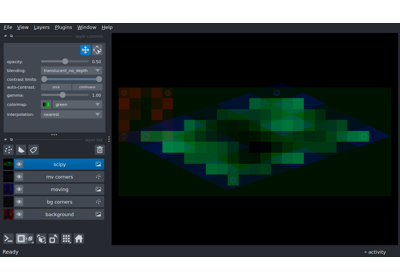 File View Layers Plugins Window Help
opacity: 0.50
blending: translucent_no_depth
contrast limits:
auto-contrast: once continuous
gamma: 1.00
colormap: green
interpolation: nearest
scipy
mv corners
moving
bg corners
background
Ready
activity